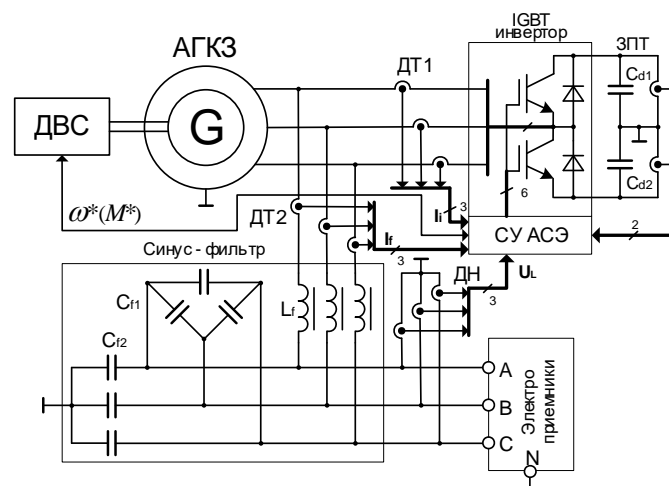 IGBT
инвертор
АГКЗ
ЗПТ
ДТ1
Cd1
ДВС
G
Cd2
6
ω*(M*)
ДТ2
Ii
3
If
3
СУ АСЭ
2
Синус - фильтр
ДН
UL
3
Cf1
Lf
Cf2
A
B
C
N
Электро
приемники